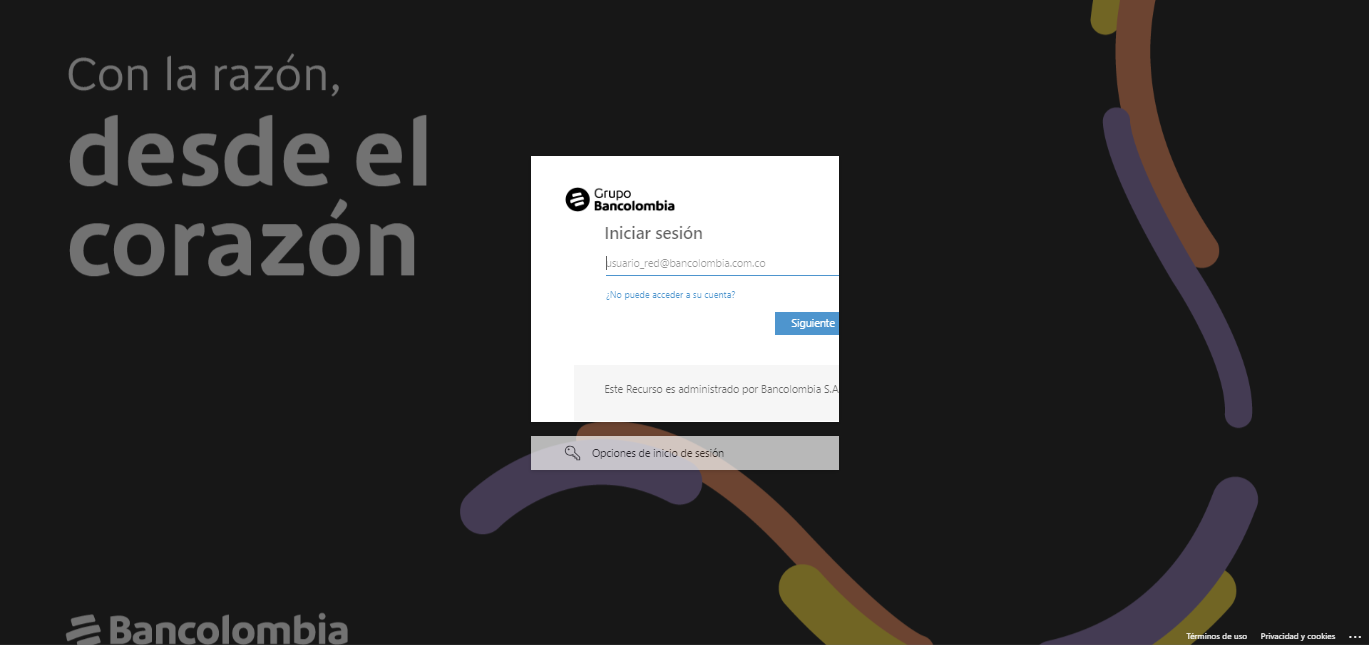 Con la razón,
desde el
corazón
Grupo
Bancolombia
Iniciar sesión
usuario_red@bancolombia.com.co
¿No puede acceder a su cuenta?
Siguiente
Este Recurso es administrado por Bancolombia S.A
Opciones de inicio de sesión
Bancolombia
Términos de uso Privacidad y cookies ...